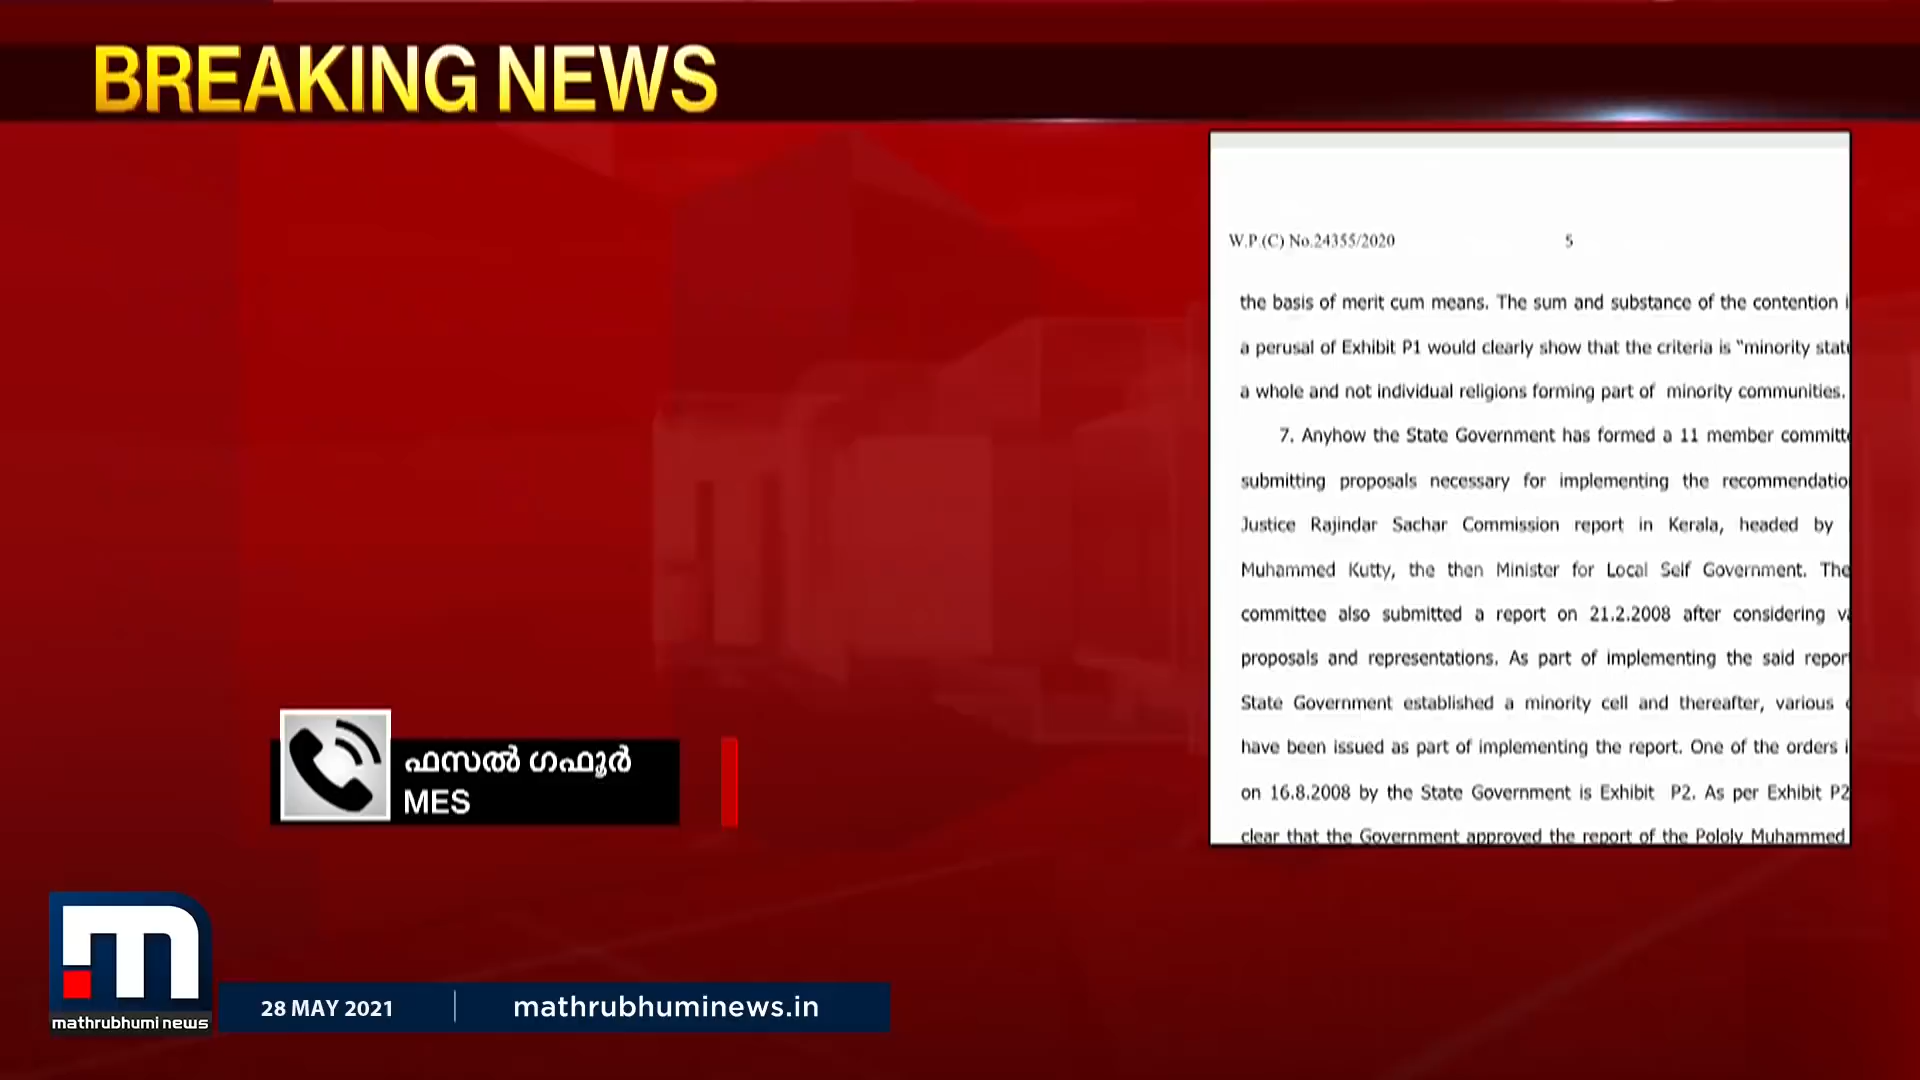 BREAKING NEWS
W.P.(C) No.24355/2020 5
the basis of merit cum means. The sum and substance of the contention
a perusal of Exhibit P1 would clearly show that the criteria is "minority
a whole and not individual religions forming part of minority communities.
7. Anyhow the State Government has formed a 11 member
submitting proposals necessary for implementing the
Justice Rajindar Sachar Commission report in Kerala, headed by
Muhammed Kutty, the then Minister for Local Self Government. The
committee also submitted a report on 21.2.2008 after considering
proposals and representations. As part of implementing the said
State Government established a minority cell and thereafter, various
have been issued as part of implementing the report. One of the orders
on 16.8.2008 by the State Government is Exhibit P2. As per Exhibit P2
clear that the Government approved the report of the Pololy Muhammed
ഫസൽ ഗഫൂർ
MES
mathrubhumi news
28 MAY 2021
mathrubhuminews.in